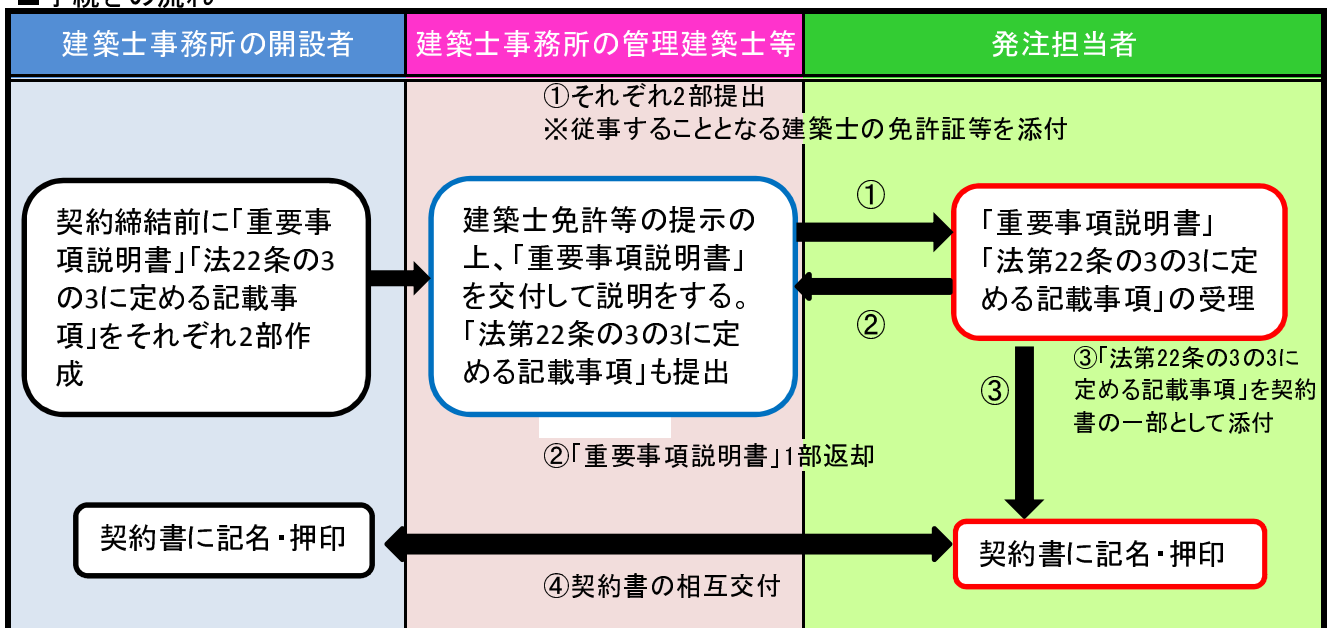 ■手続きの流れ
建築士事務所の開設者
建築士事務所の管理建築士等
発注担当者
①それぞれ2部提出
※従事することとなる建築士の免許証等を添付
契約締結前に「重要事
項説明書」「法22条の3
の3に定める記載事
項」をそれぞれ2部作
成
建築士免許等の提示の
上、「重要事項説明書」
を交付して説明をする。
「法第22条の3の3に定
める記載事項」も提出
①
②
「重要事項説明書」
「法第22条の3の3に定
める記載事項」の受理
③
③「法第22条の3の3に
定める記載事項」を契約
書の一部として添付
②「重要事項説明書」1部返却
契約書に記名・押印
契約書に記名・押印
④契約書の相互交付